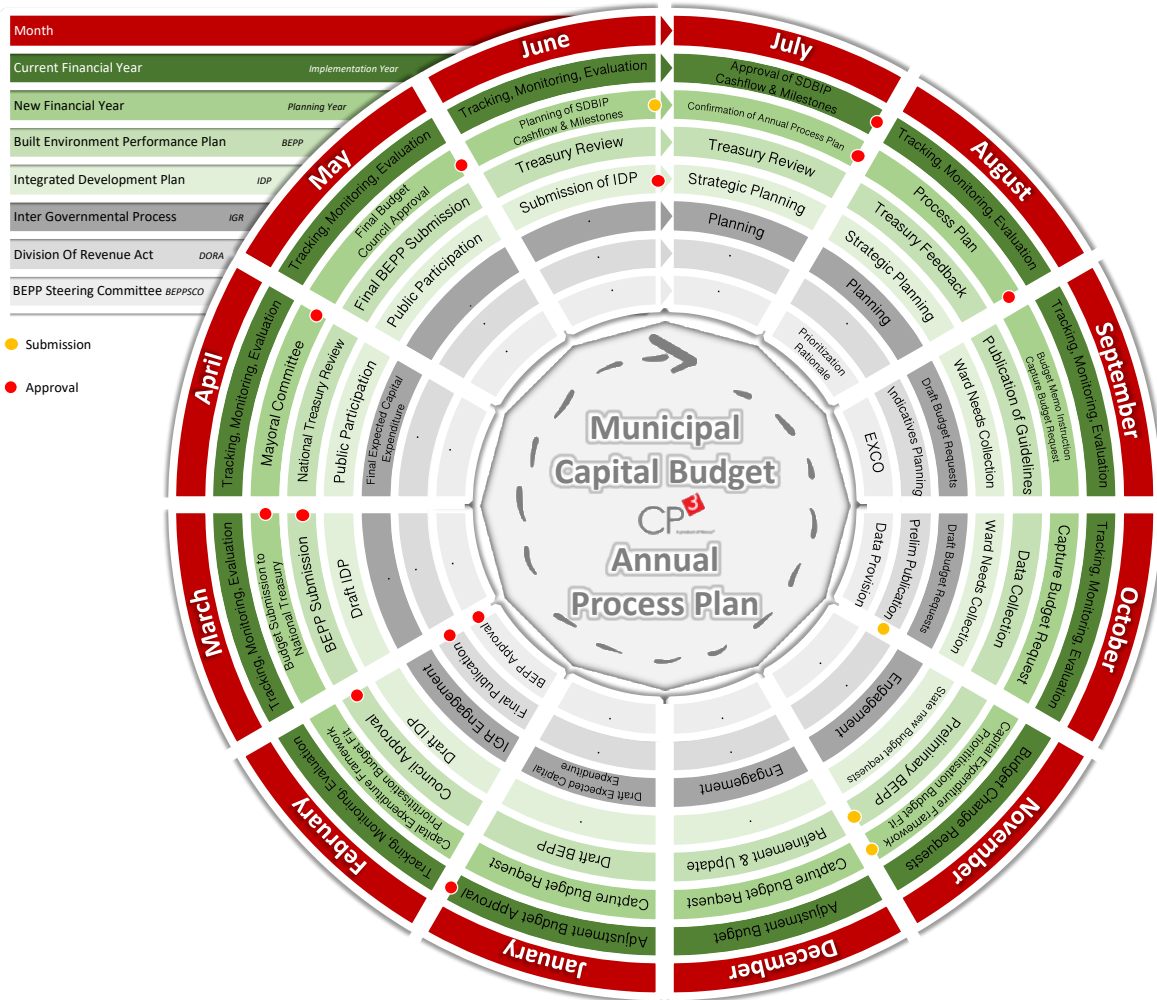 Month
Current Financial Year Implementation Year
New Financial Year Planning Year
Built Environment Performance Plan BEPP
Integrated Development Plan IDP
Inter Governmental Process IGR
Division Of Revenue Act DORA
BEPP Steering Committee BEPPSCO
Submission
Approval
Municipal
Capital Budget
CP3
Annual
Process Plan
July
Approval of SDBIP
Cashflow & Milestones
Confirmation of Annual Process Plan
Treasury Review
Strategic Planning
Planning
.
.
August
Tracking, Monitoring, Evaluation
Process Plan
Treasury Feedback
Strategic Planning
Planning
.
Prioritization
Rationale
September
Tracking, Monitoring, Evaluation
Budget Memo Instruction
Capture Budget Request
Publication of Guidelines
Ward Needs Collection
Draft Budget Requests
Indicatives Planning
EXCO
October
Tracking, Monitoring, Evaluation
Capture Budget Request
Data Collection
Ward Needs Collection
Draft Budget Requests
Prelim Publication
Data Provision
November
Budget Change Requests
Capital Expenditure Framework
Prioritisation Budget Fit
Preliminary BEPP
State new Budget requests
Engagement
.
.
December
Adjustment Budget
Capture Budget Request
Refinement & Update
.
Engagement
.
.
January
Adjustment Budget Approval
Capture Budget Request
Draft BEPP
.
Draft Expected Capital
Expenditure
.
.
February
Tracking, Monitoring Evaluation
Capital Expenditure Framework
Prioritisation Budget Fit
Council Approval
Draft IDP
IGR Engagement
Final Publication
BEPP Approval
March
Tracking, Monitoring, Evaluation
Budget Submission to
National Treasury
BEPP Submission
Draft IDP
.
.
.
April
Tracking, Monitoring, Evaluation
Mayoral Committee
National Treasury Review
Public Participation
Final Expected Capital
Expenditure
.
.
May
Tracking, Monitoring, Evaluation
Final Budget
Council Approval
Final BEPP Submission
Public Participation
.
.
.
June
Tracking, Monitoring, Evaluation
Planning of SDBIP
Cashflow & Milestones
Treasury Review
Submission of IDP
.
.
.